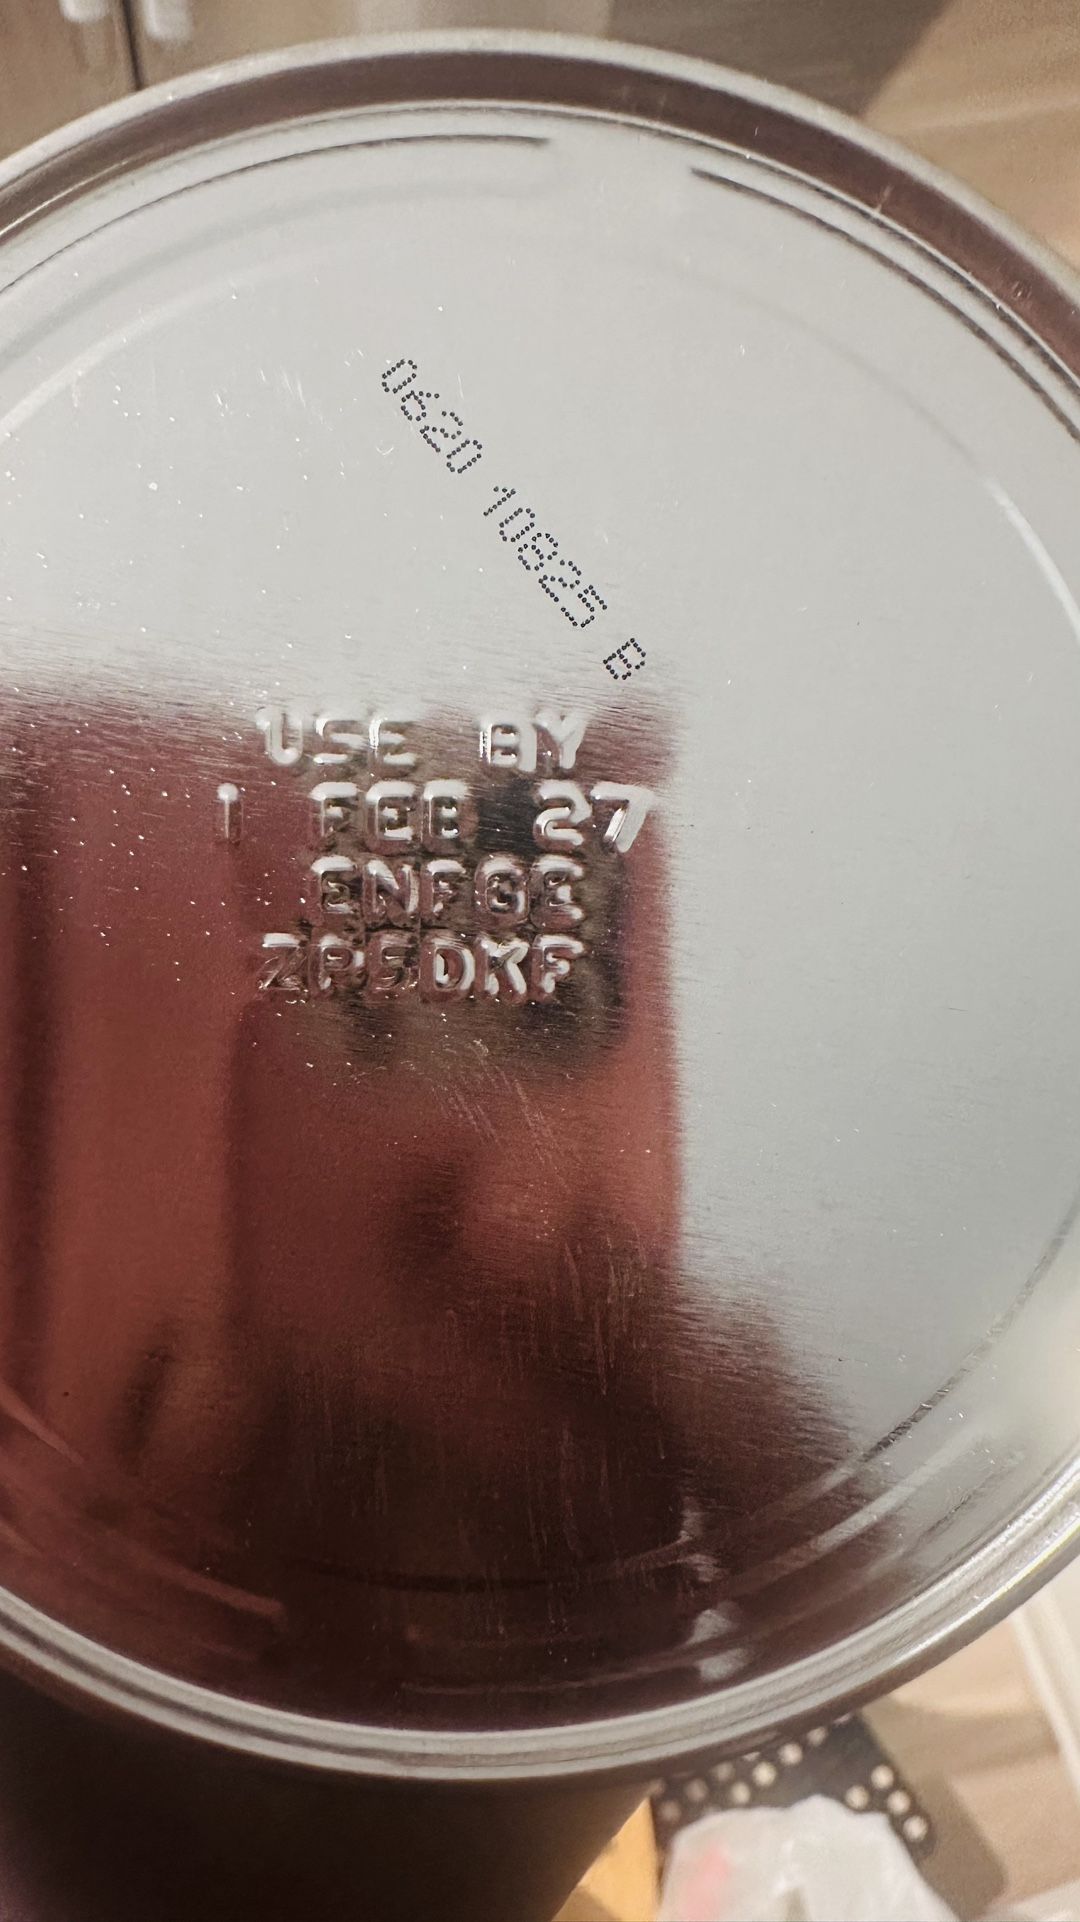 0620 10825 B
USE BY
1 FEB 27
ENFGE
ZP5DKF